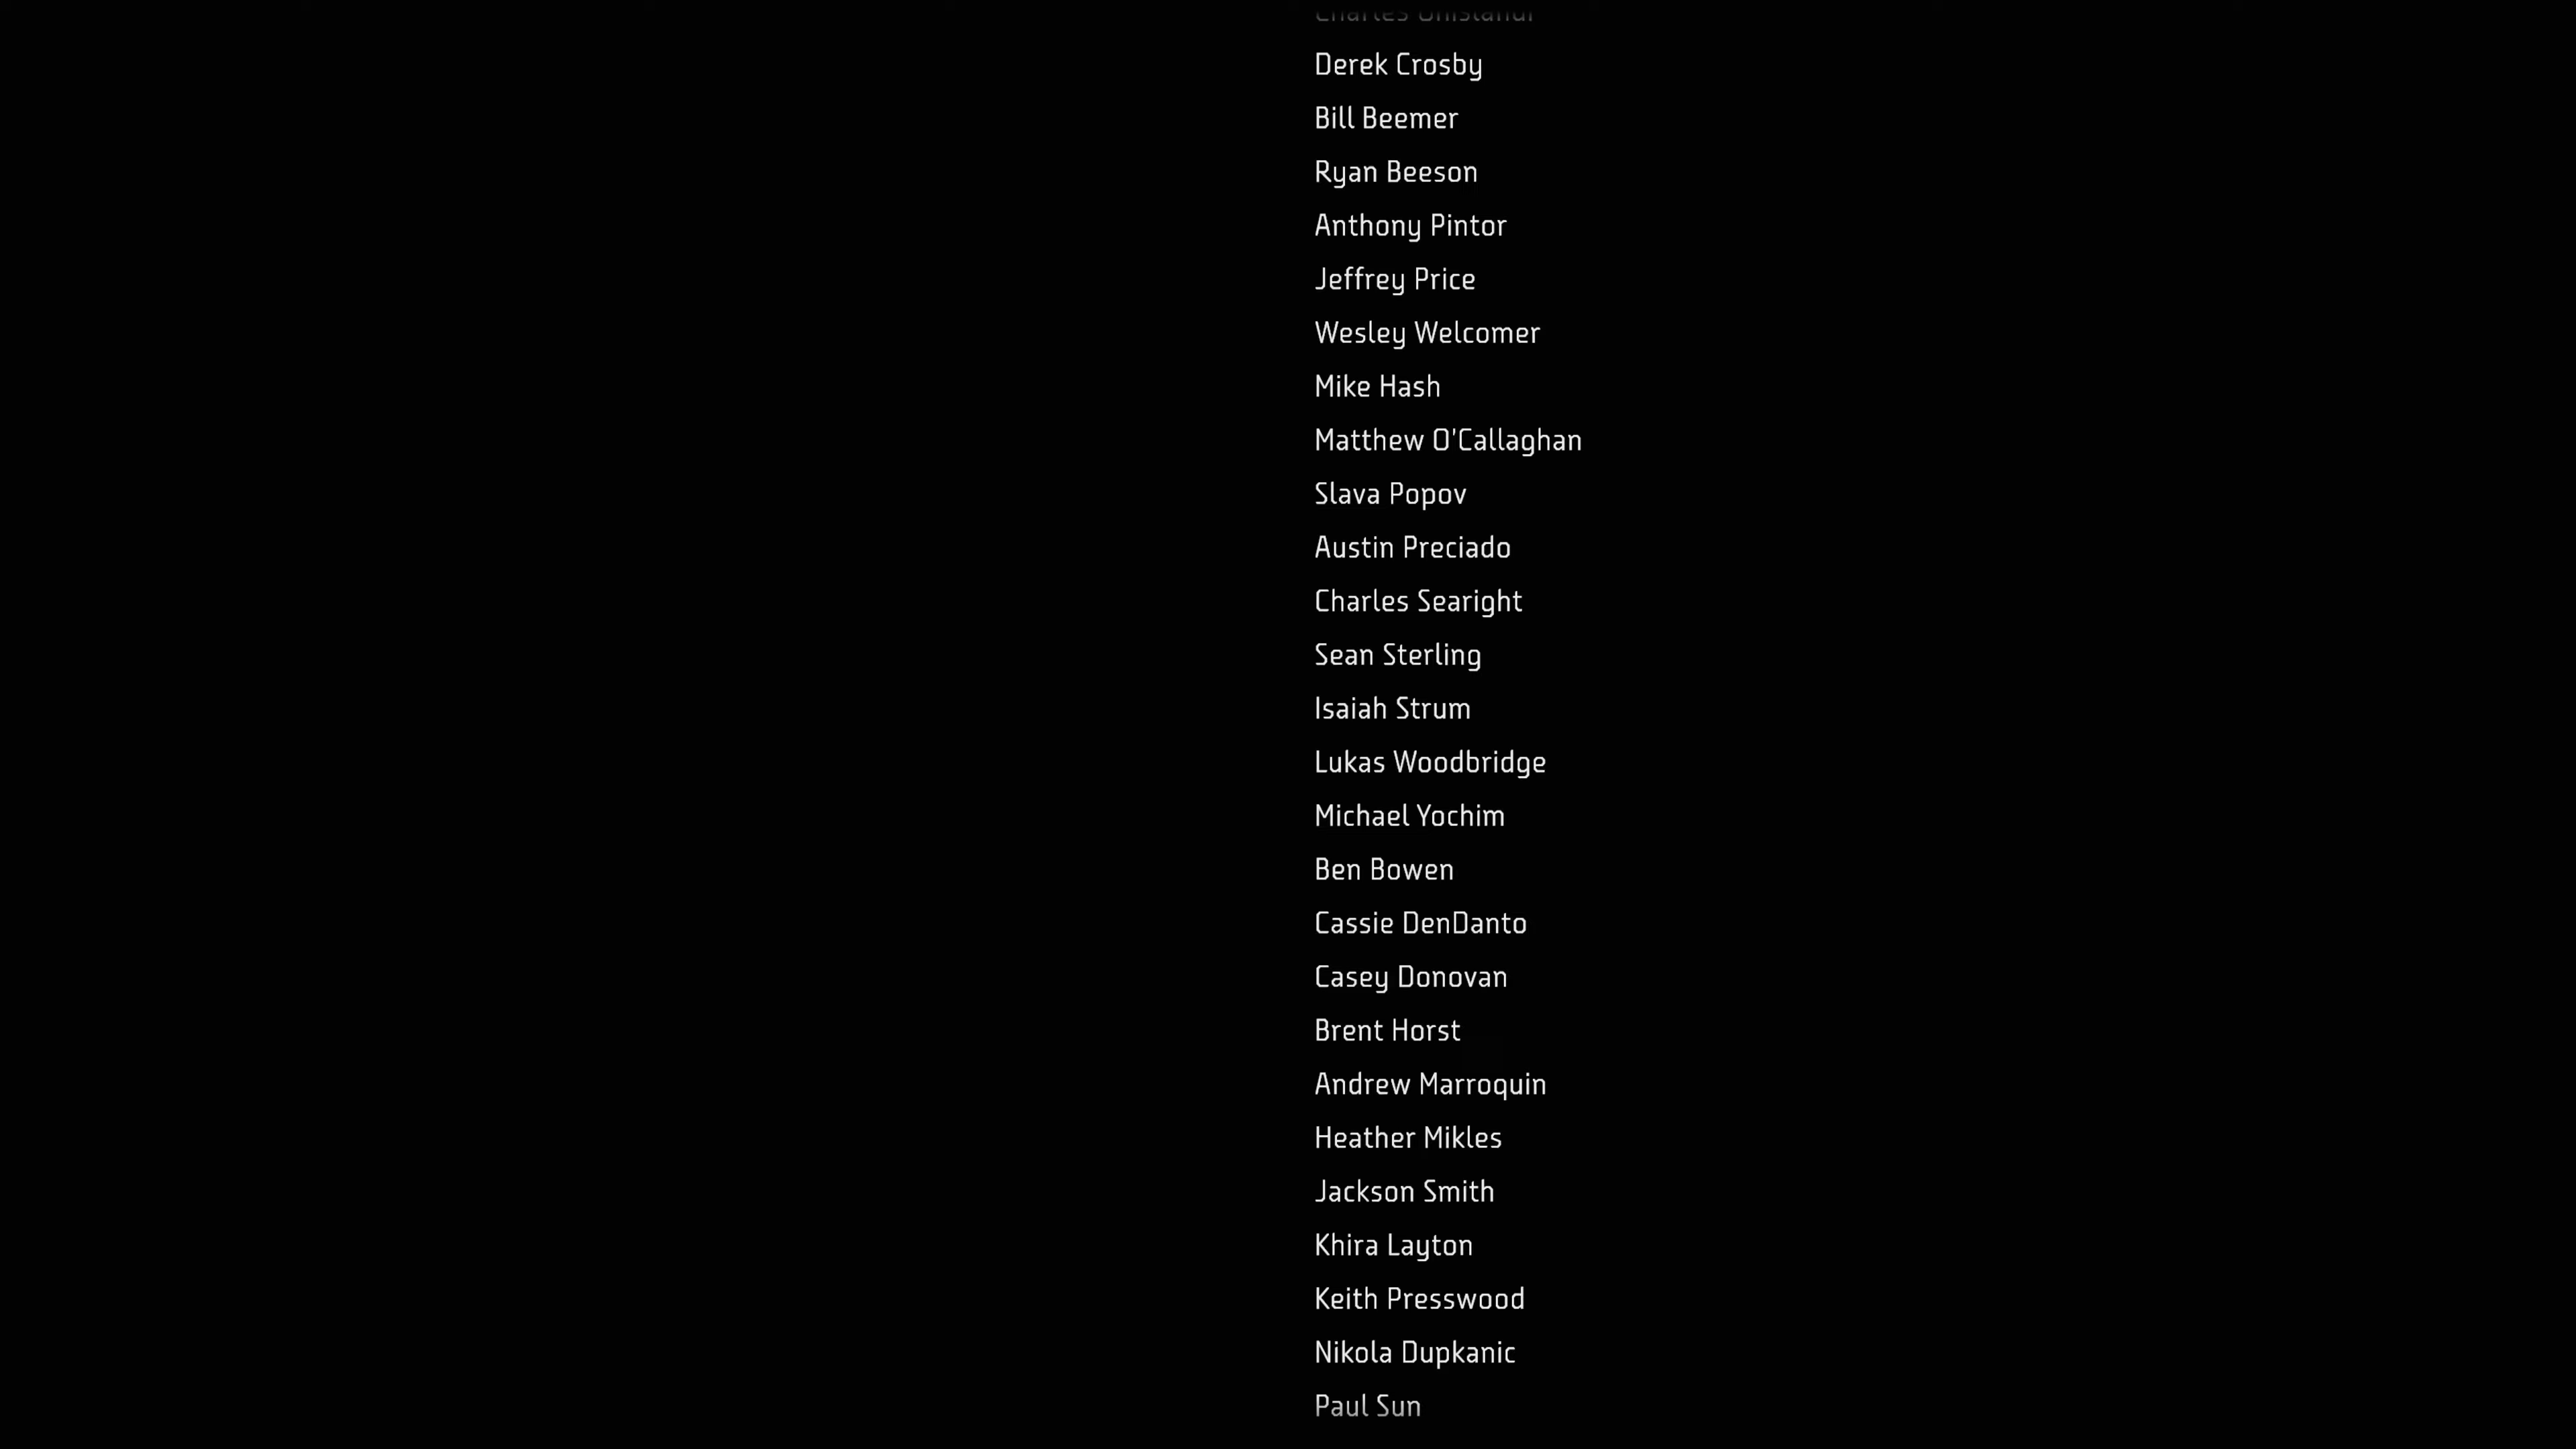 Derek Crosby
Bill Beemer
Ryan Beeson
Anthony Pintor
Jeffrey Price
Wesley Welcomer
Mike Hash
Matthew O'Callaghan
Slava Popov
Austin Preciado
Charles Searight
Sean Sterling
Isaiah Strum
Lukas Woodbridge
Michael Yochim
Ben Bowen
Cassie DenDanto
Casey Donovan
Brent Horst
Andrew Marroquin
Heather Mikles
Jackson Smith
Khira Layton
Keith Presswood
Nikola Dupkanic
Paul Sun